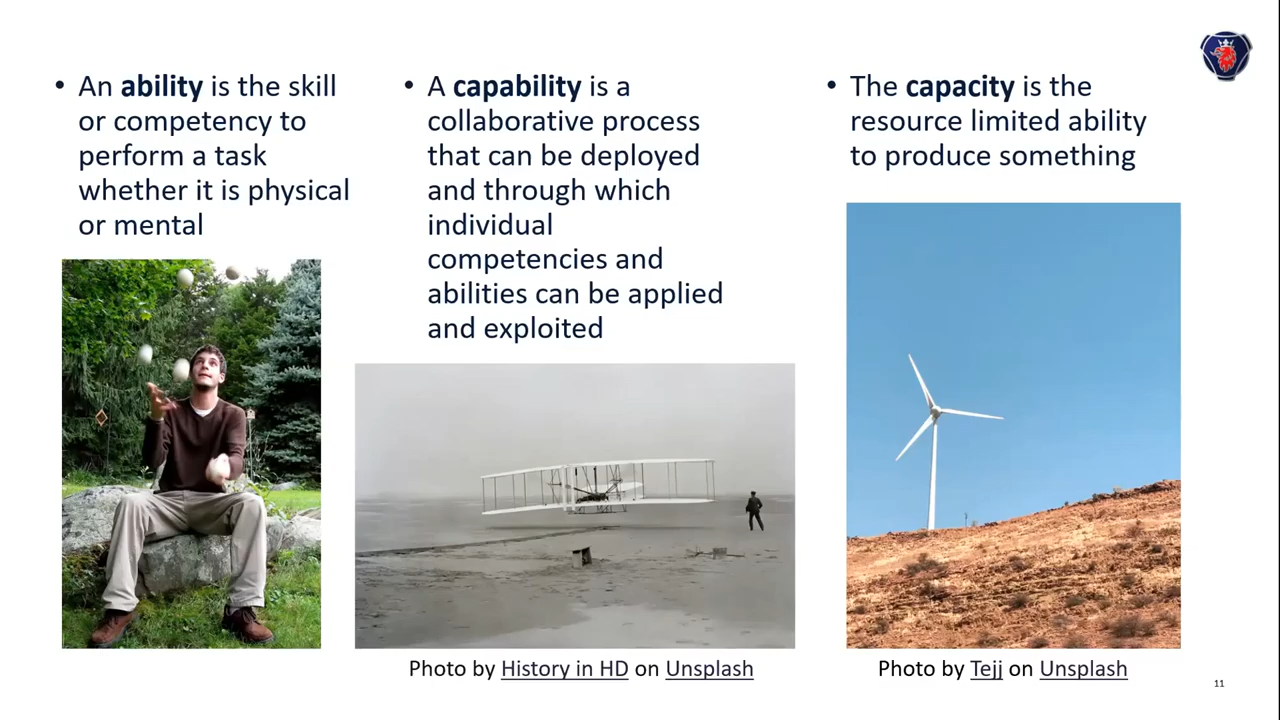 • An ability is the skill
or competency to
perform a task
whether it is physical
or mental
• A capability is a
collaborative process
that can be deployed
and through which
individual
competencies and
abilities can be applied
and exploited
• The capacity is the
resource limited ability
to produce something
Photo by History in HD on Unsplash
Photo by Tejj on Unsplash
11